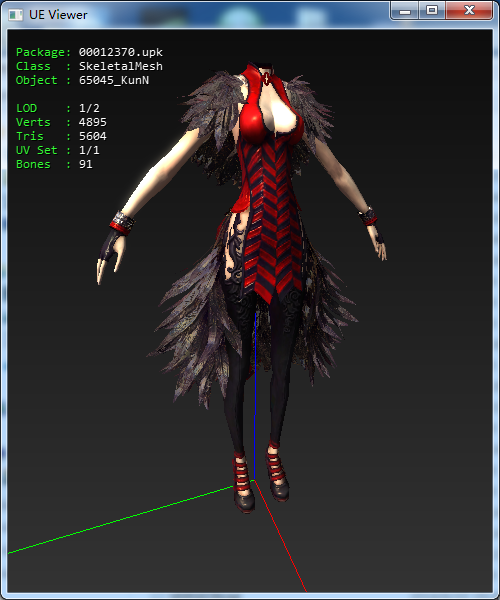 UE Viewer
Package: 00012370.upk
Class : SkeletalMesh
Object : 65045_KunN
LOD : 1/2
Verts : 4895
Tris : 5604
UV Set : 1/1
Bones : 91